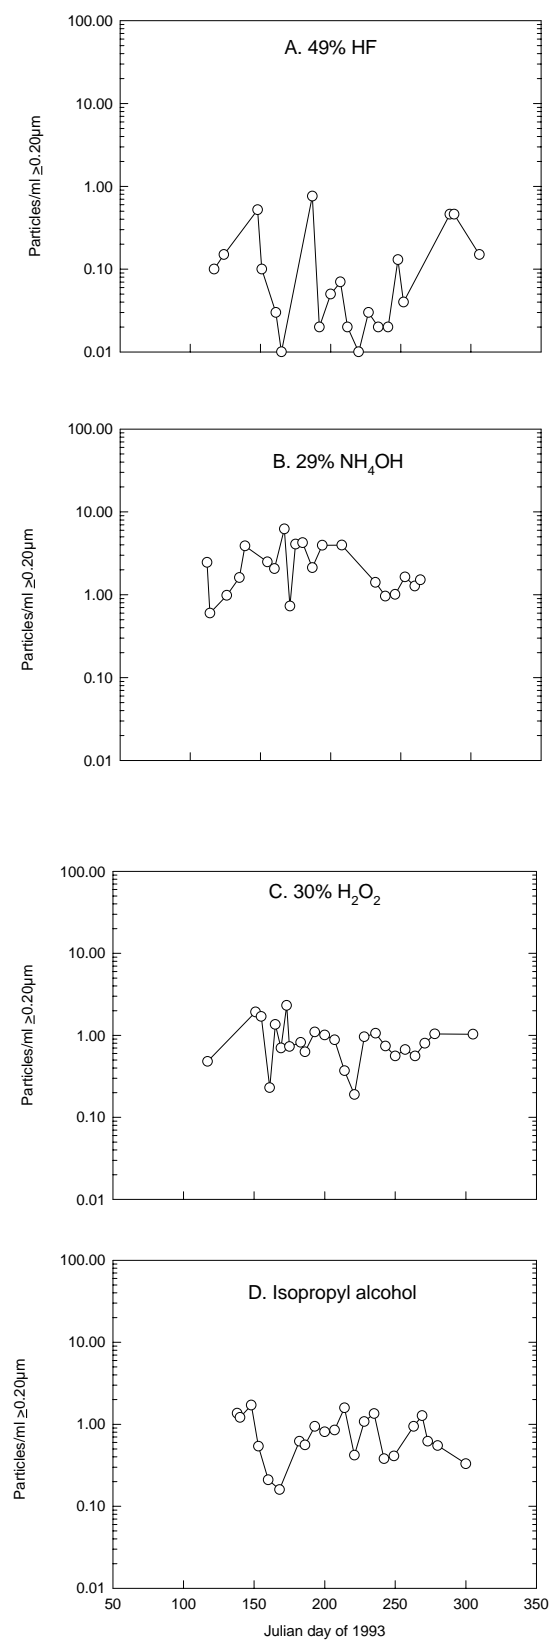 100.00
A. 49% HF
10.00
1.00
0.10
0.01
Particles/ml ≥0.20µm
100.00
B. 29% NH₄OH
10.00
1.00
0.10
0.01
Particles/ml ≥0.20µm
100.00
C. 30% H₂O₂
10.00
1.00
0.10
0.01
Particles/ml ≥0.20µm
100.00
D. Isopropyl alcohol
10.00
1.00
0.10
0.01
Particles/ml ≥0.20µm
50 100 150 200 250 300 350
Julian day of 1993